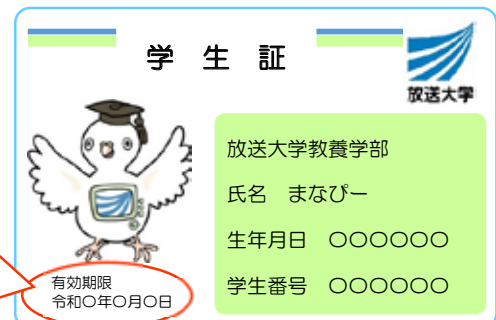 学 生 証
放送大学
放送大学教養学部
氏名　まなぴー
生年月日　〇〇〇〇〇〇
学生番号　〇〇〇〇〇〇
有効期限
令和〇年〇月〇日